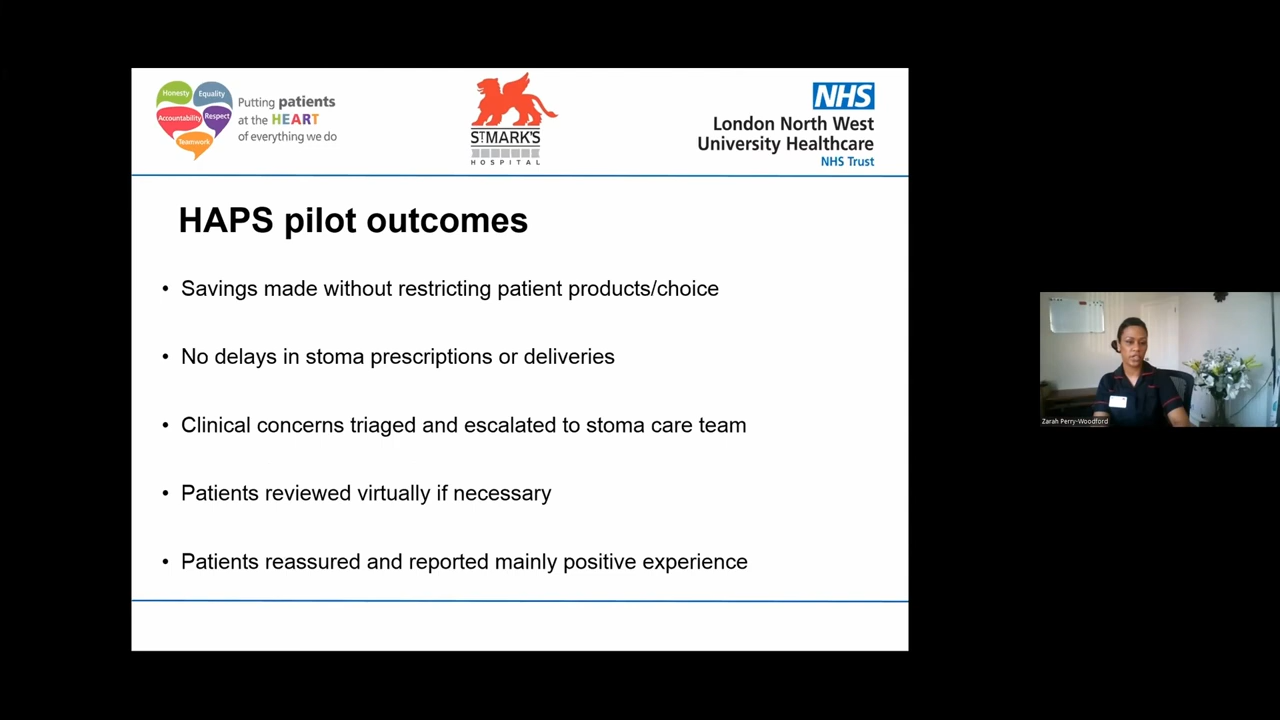 Honesty
Equality
Accountability
Respect
Teamwork
Putting patients
at the HEART
of everything we do
ST MARK'S
HOSPITAL
NHS
London North West
University Healthcare
NHS Trust
HAPS pilot outcomes
• Savings made without restricting patient products/choice
• No delays in stoma prescriptions or deliveries
• Clinical concerns triaged and escalated to stoma care team
• Patients reviewed virtually if necessary
• Patients reassured and reported mainly positive experience
Zarah Perry-Woodford